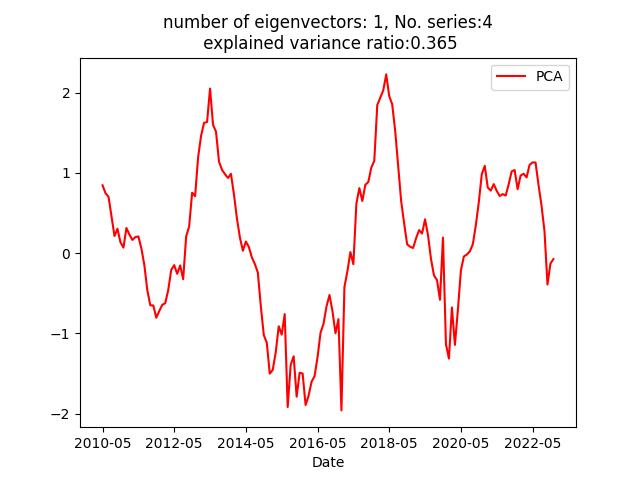 number of eigenvectors: 1, No. series:4
explained variance ratio:0.365
PCA
2
1
0
−1
−2
2010-05 2012-05 2014-05 2016-05 2018-05 2020-05 2022-05
Date